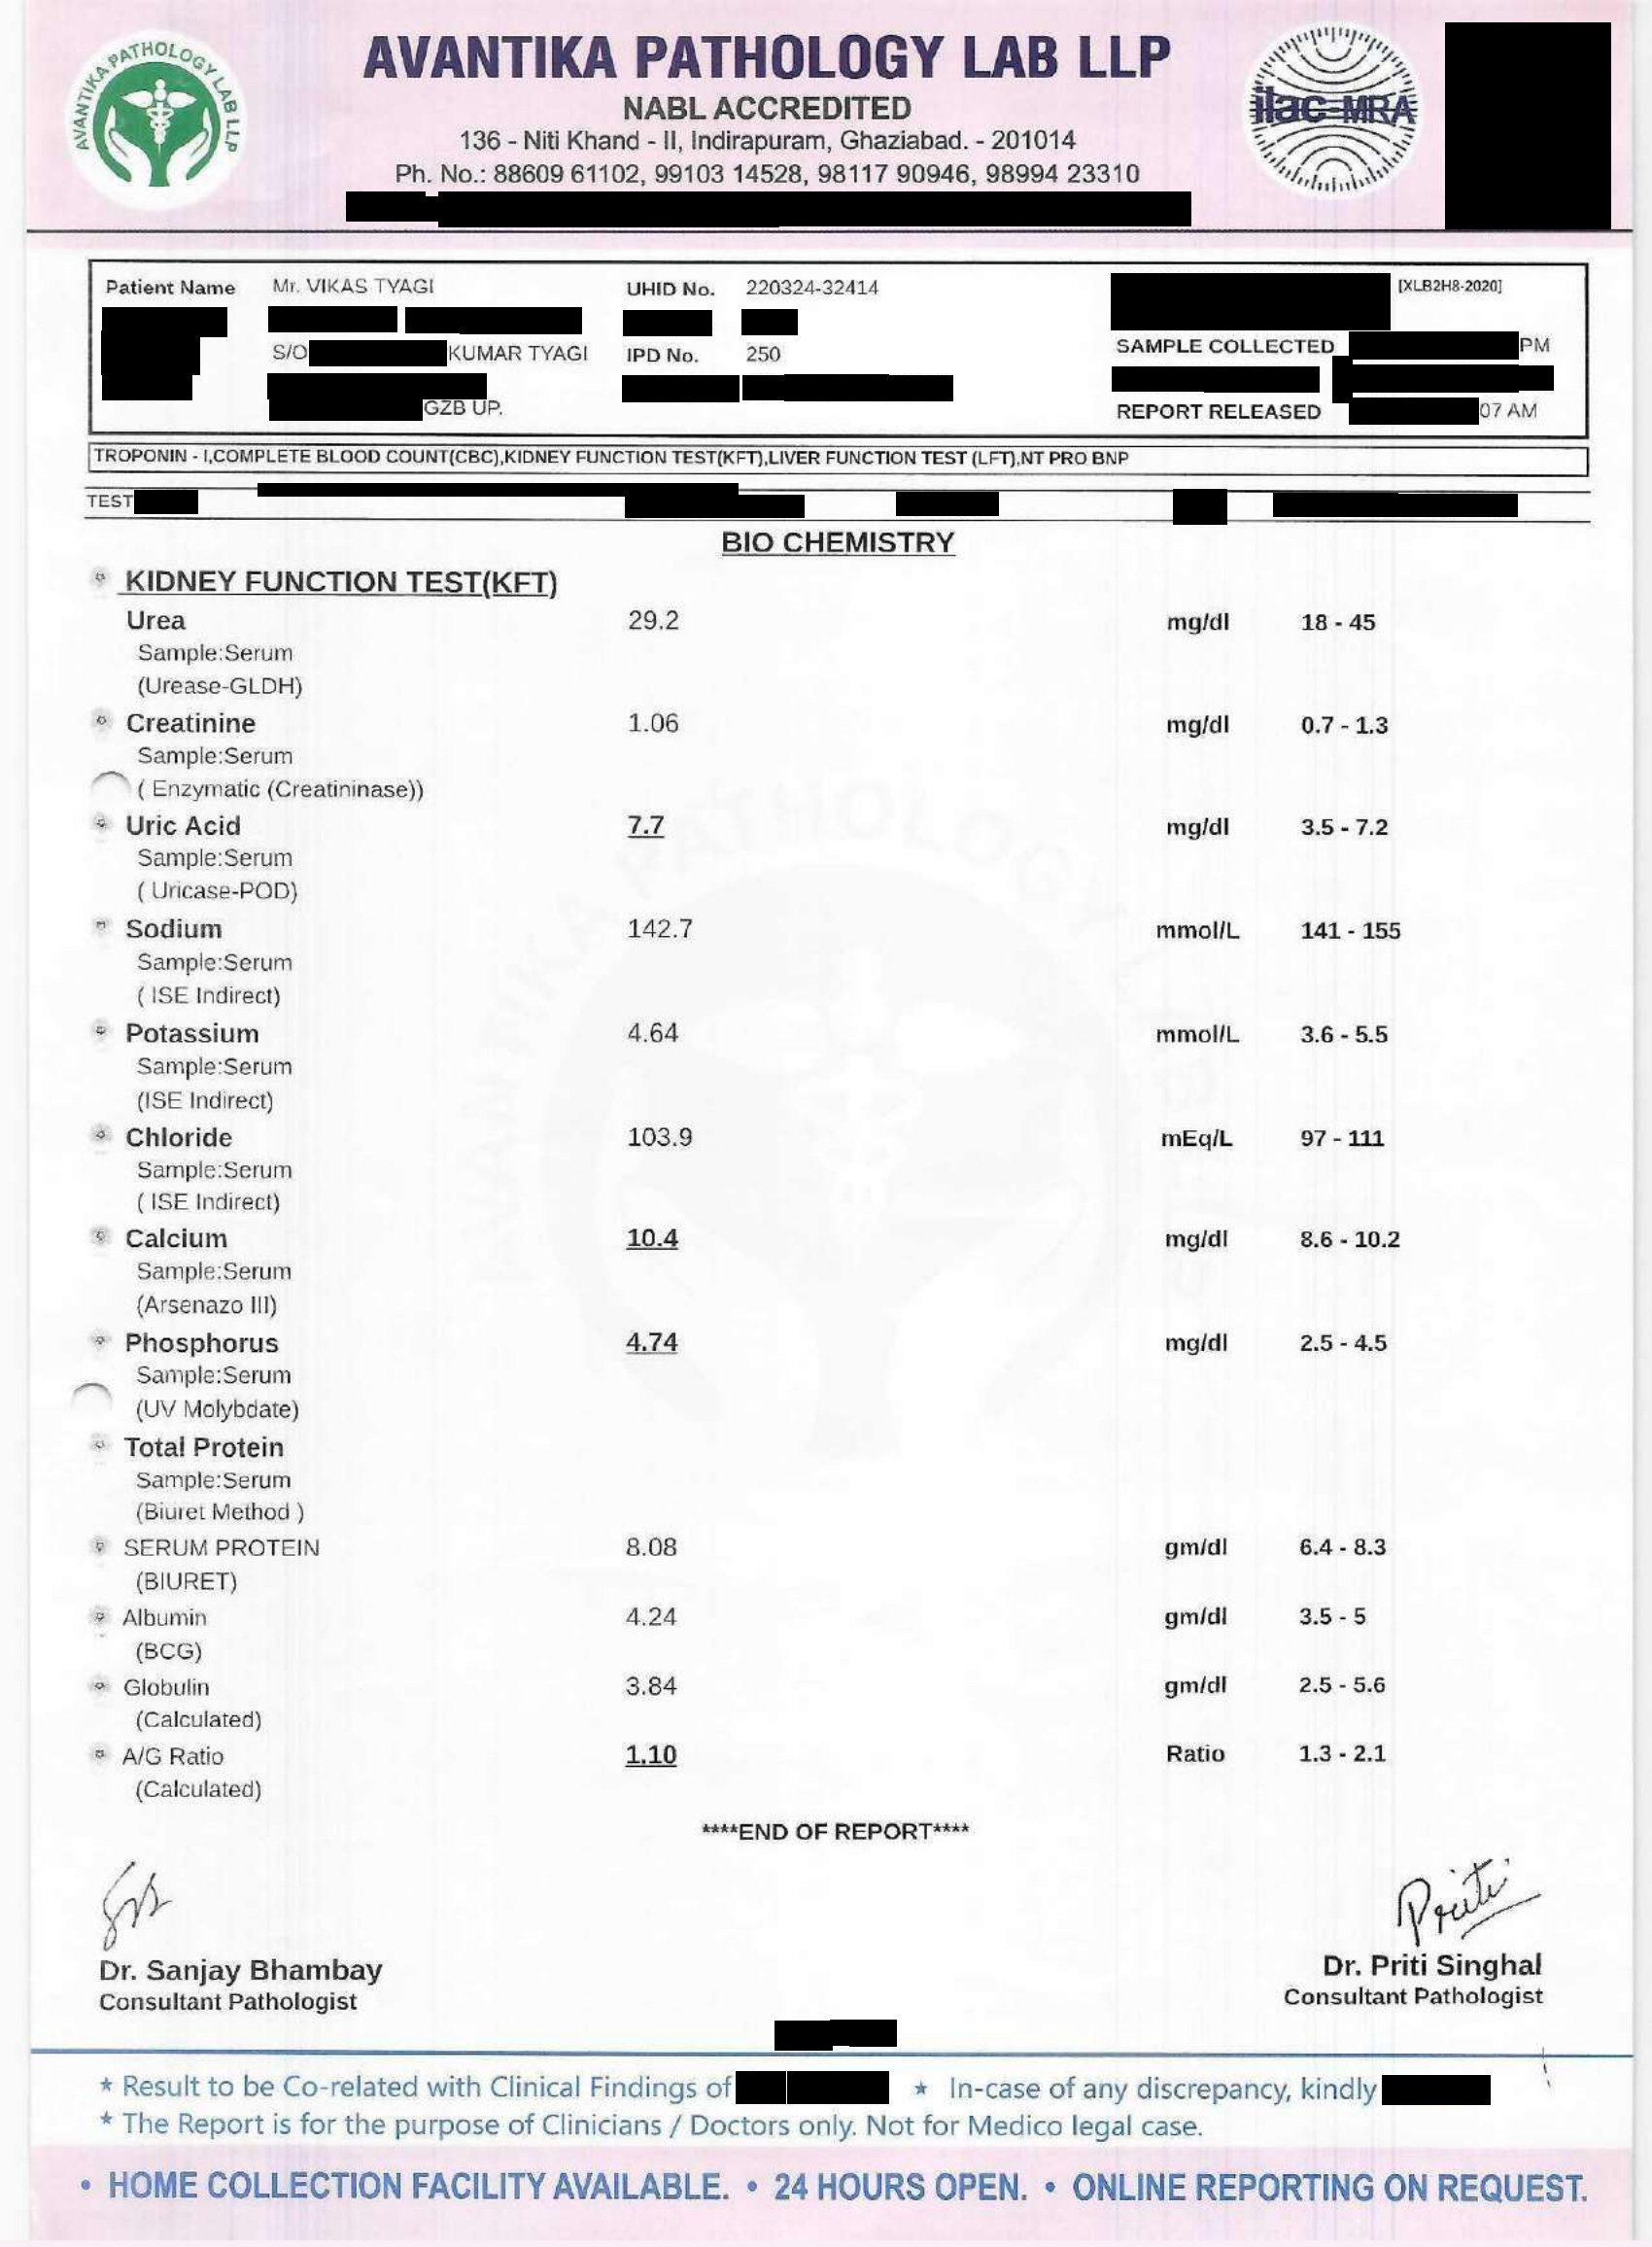 AVANTIKA PATHOLOGY LAB LLP
AVANTIKA PATHOLOGY LAB LLP
NABL ACCREDITED
136 - Niti Khand - II, Indirapuram, Ghaziabad. - 201014
Ph. No.: 88609 61102, 99103 14528, 98117 90946, 98994 23310
ilac-MRA
Patient Name Mr. VIKAS TYAGI UHID No. 220324-32414 [XLB2H8-2020]
S/O KUMAR TYAGI IPD No. 250 SAMPLE COLLECTED PM
GZB UP. REPORT RELEASED 07 AM
TROPONIN - I,COMPLETE BLOOD COUNT(CBC),KIDNEY FUNCTION TEST(KFT),LIVER FUNCTION TEST (LFT),NT PRO BNP
TEST
BIO CHEMISTRY
KIDNEY FUNCTION TEST(KFT)
Urea 29.2 mg/dl 18 - 45
Sample:Serum
(Urease-GLDH)
Creatinine 1.06 mg/dl 0.7 - 1.3
Sample:Serum
( Enzymatic (Creatininase))
Uric Acid 7.7 mg/dl 3.5 - 7.2
Sample:Serum
( Uricase-POD)
Sodium 142.7 mmol/L 141 - 155
Sample:Serum
( ISE Indirect)
Potassium 4.64 mmol/L 3.6 - 5.5
Sample:Serum
(ISE Indirect)
Chloride 103.9 mEq/L 97 - 111
Sample:Serum
( ISE Indirect)
Calcium 10.4 mg/dl 8.6 - 10.2
Sample:Serum
(Arsenazo III)
Phosphorus 4.74 mg/dl 2.5 - 4.5
Sample:Serum
(UV Molybdate)
Total Protein
Sample:Serum
(Biuret Method )
SERUM PROTEIN 8.08 gm/dl 6.4 - 8.3
(BIURET)
Albumin 4.24 gm/dl 3.5 - 5
(BCG)
Globulin 3.84 gm/dl 2.5 - 5.6
(Calculated)
A/G Ratio 1.10 Ratio 1.3 - 2.1
(Calculated)
****END OF REPORT****
Priti
Dr. Sanjay Bhambay Dr. Priti Singhal
Consultant Pathologist Consultant Pathologist
* Result to be Co-related with Clinical Findings of * In-case of any discrepancy, kindly
* The Report is for the purpose of Clinicians / Doctors only. Not for Medico legal case.
• HOME COLLECTION FACILITY AVAILABLE. • 24 HOURS OPEN. • ONLINE REPORTING ON REQUEST.